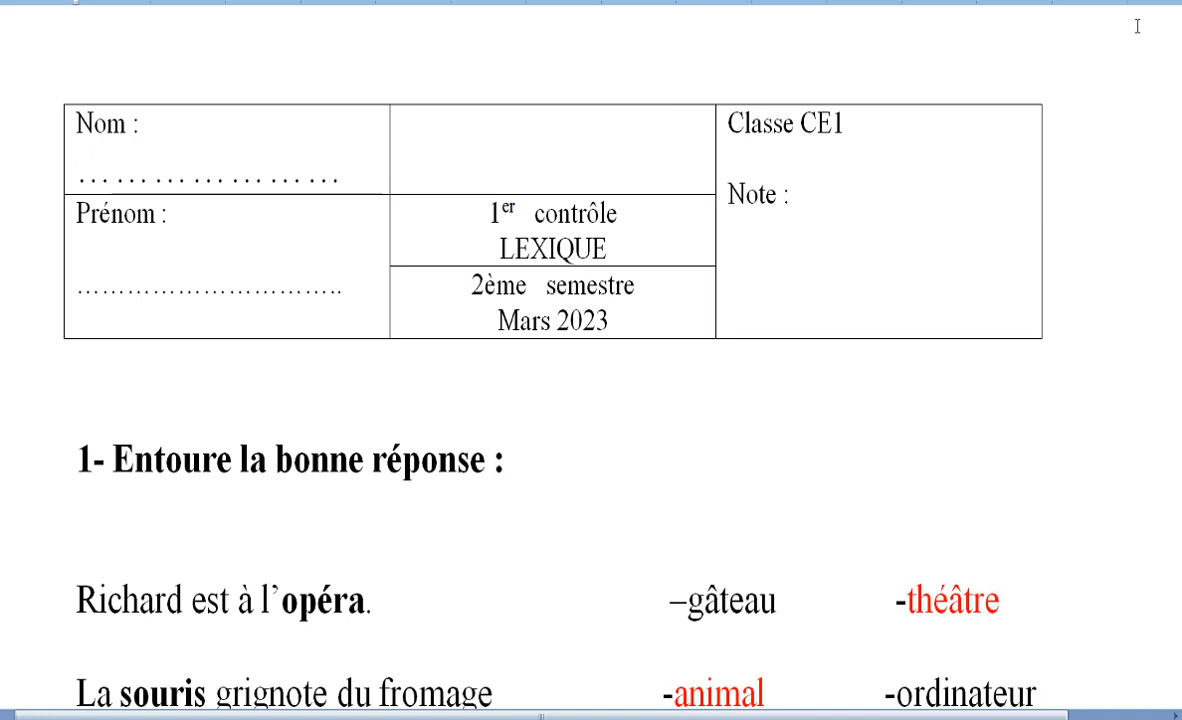 Nom :
…………………
Prénom :
…………………………..
1er contrôle
LEXIQUE
2ème semestre
Mars 2023
Classe CE1
Note :
1- Entoure la bonne réponse :
Richard est à l’opéra. –gâteau -théâtre
La souris grignote du fromage -animal -ordinateur